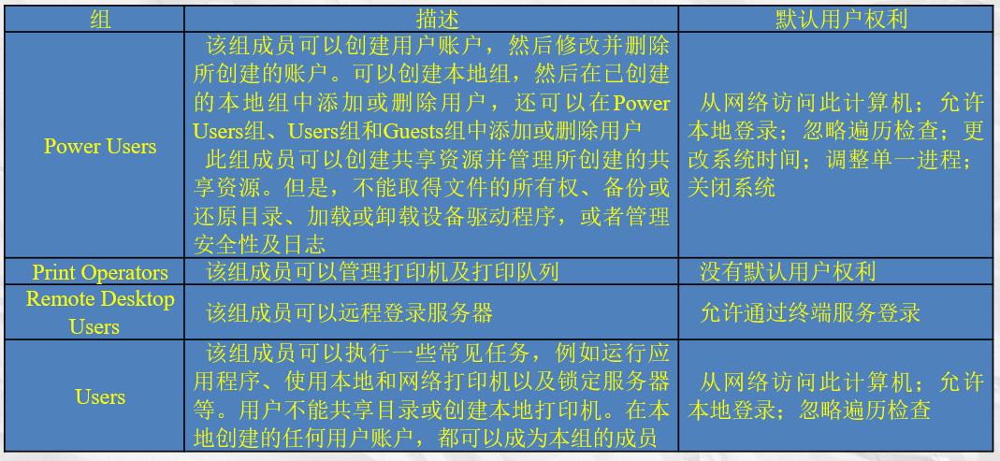 组 描述 默认用户权利
Power Users
该组成员可以创建用户账户，然后修改并删除
所创建的账户。可以创建本地组，然后在已创建
的本地组中添加或删除用户，还可以在Power
Users组、Users组和Guests组中添加或删除用户
此组成员可以创建共享资源并管理所创建的共
享资源。但是，不能取得文件的所有权、备份或
还原目录、加载或卸载设备驱动程序，或者管理
安全性及日志
从网络访问此计算机；允许
本地登录；忽略遍历检查；更
改系统时间；调整单一进程；
关闭系统
Print Operators
该组成员可以管理打印机及打印队列
没有默认用户权利
Remote Desktop
Users
该组成员可以远程登录服务器
允许通过终端服务登录
Users
该组成员可以执行一些常见任务，例如运行应
用程序、使用本地和网络打印机以及锁定服务器
等。用户不能共享目录或创建本地打印机。在本
地创建的任何用户账户，都可以成为本组的成员
从网络访问此计算机；允许
本地登录；忽略遍历检查